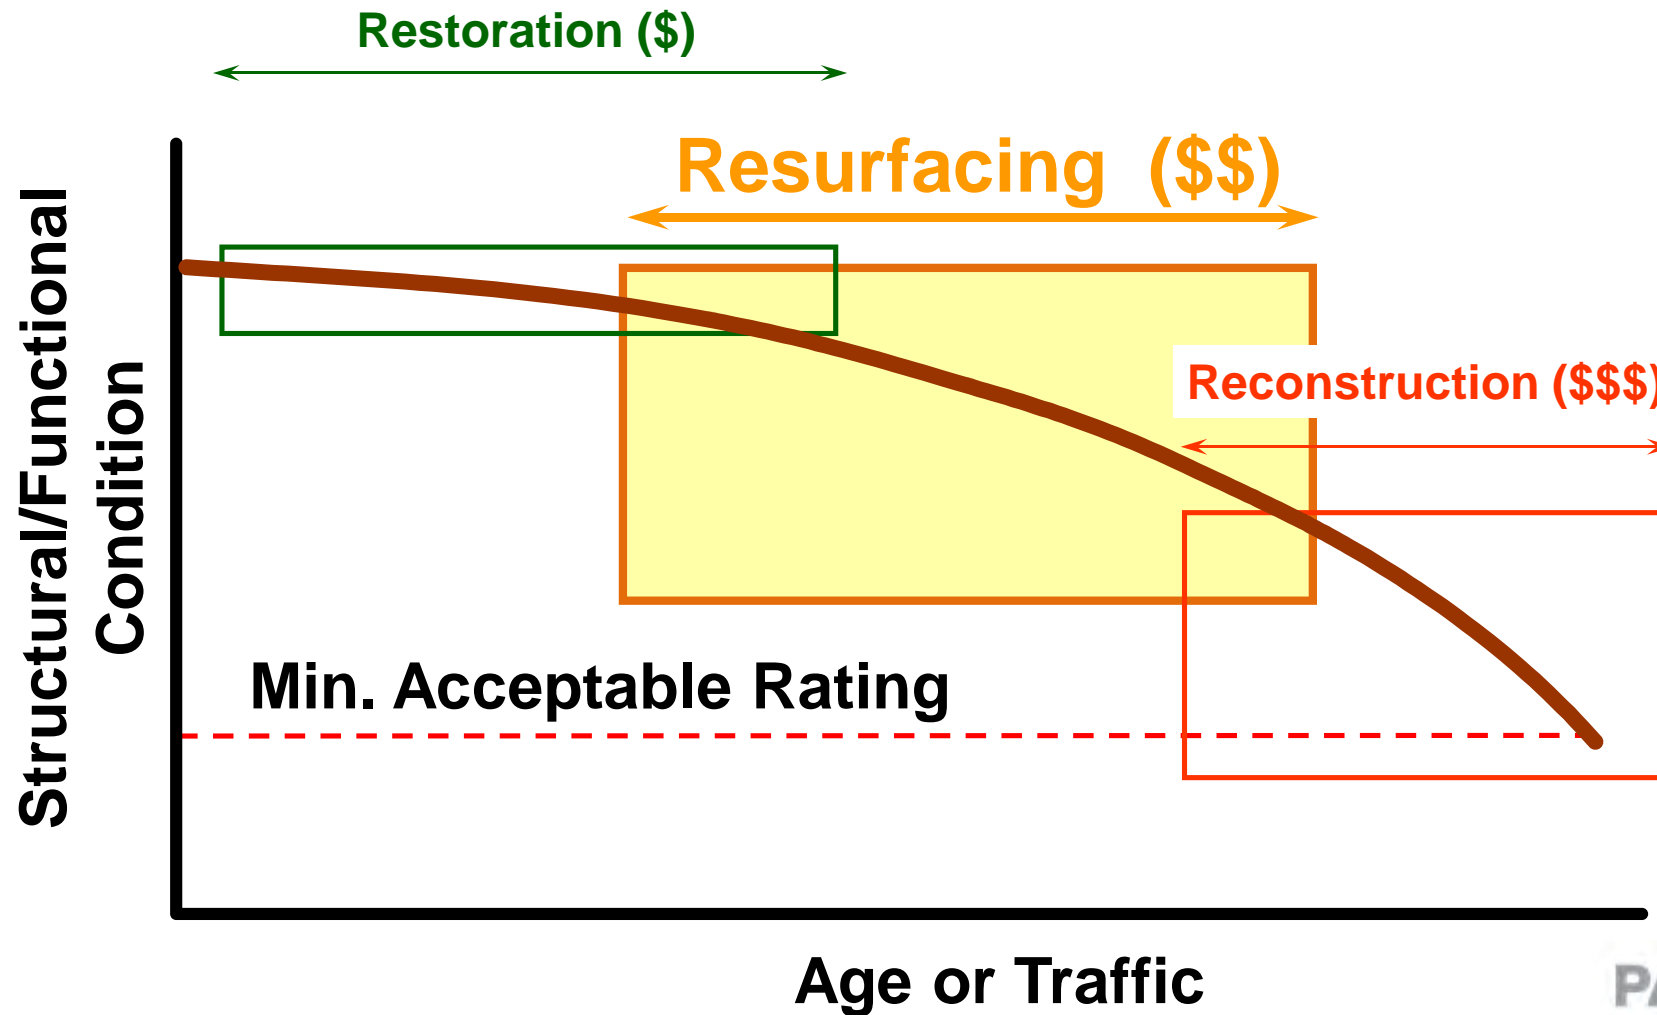 Restoration ($)
Resurfacing ($$)
Reconstruction ($$$)
Structural/Functional
Condition
Min. Acceptable Rating
Age or Traffic